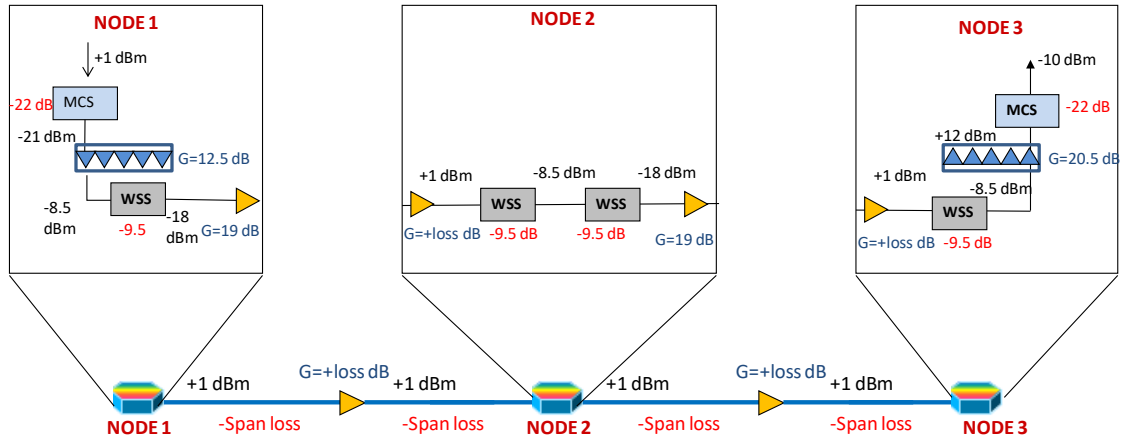 NODE 1
+1 dBm
-22 dB
MCS
-21 dBm
G=12.5 dB
WSS
-8.5
dBm
-9.5
-18
dBm
G=19 dB
NODE 2
+1 dBm
-8.5 dBm
-18 dBm
WSS
WSS
G=+loss dB
-9.5 dB
-9.5 dB
G=19 dB
NODE 3
-10 dBm
MCS
-22 dB
+12 dBm
G=20.5 dB
+1 dBm
-8.5 dBm
WSS
G=+loss dB
-9.5 dB
+1 dBm
G=+loss dB
+1 dBm
+1 dBm
G=+loss dB
+1 dBm
NODE 1
-Span loss
-Span loss
NODE 2
-Span loss
-Span loss
NODE 3